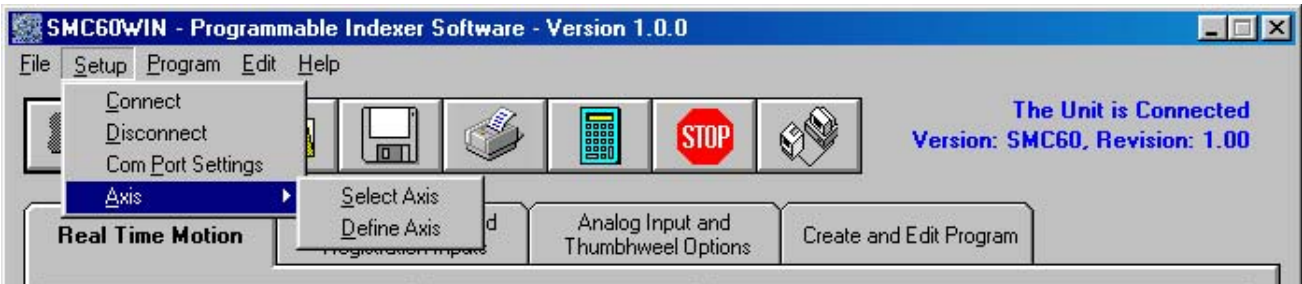 SMC60WIN - Programmable Indexer Software - Version 1.0.0
File Setup Program Edit Help
Connect
Disconnect
Com Port Settings
Axis
Select Axis
Define Axis
STOP
The Unit is Connected
Version: SMC60, Revision: 1.00
Real Time Motion
Registration Inputs
Analog Input and
Thumbhweel Options
Create and Edit Program